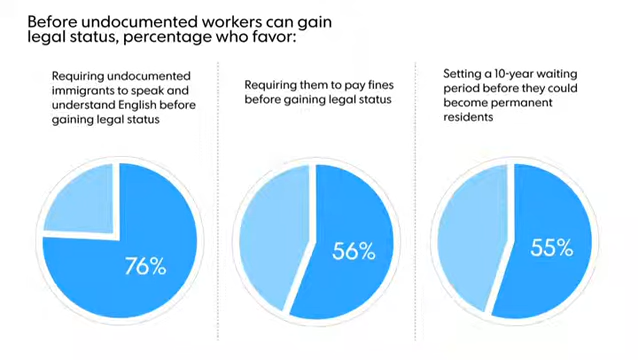 Before undocumented workers can gain
legal status, percentage who favor:
Requiring undocumented
immigrants to speak and
understand English before
gaining legal status
76%
Requiring them to pay fines
before gaining legal status
56%
Setting a 10-year waiting
period before they could
become permanent
residents
55%